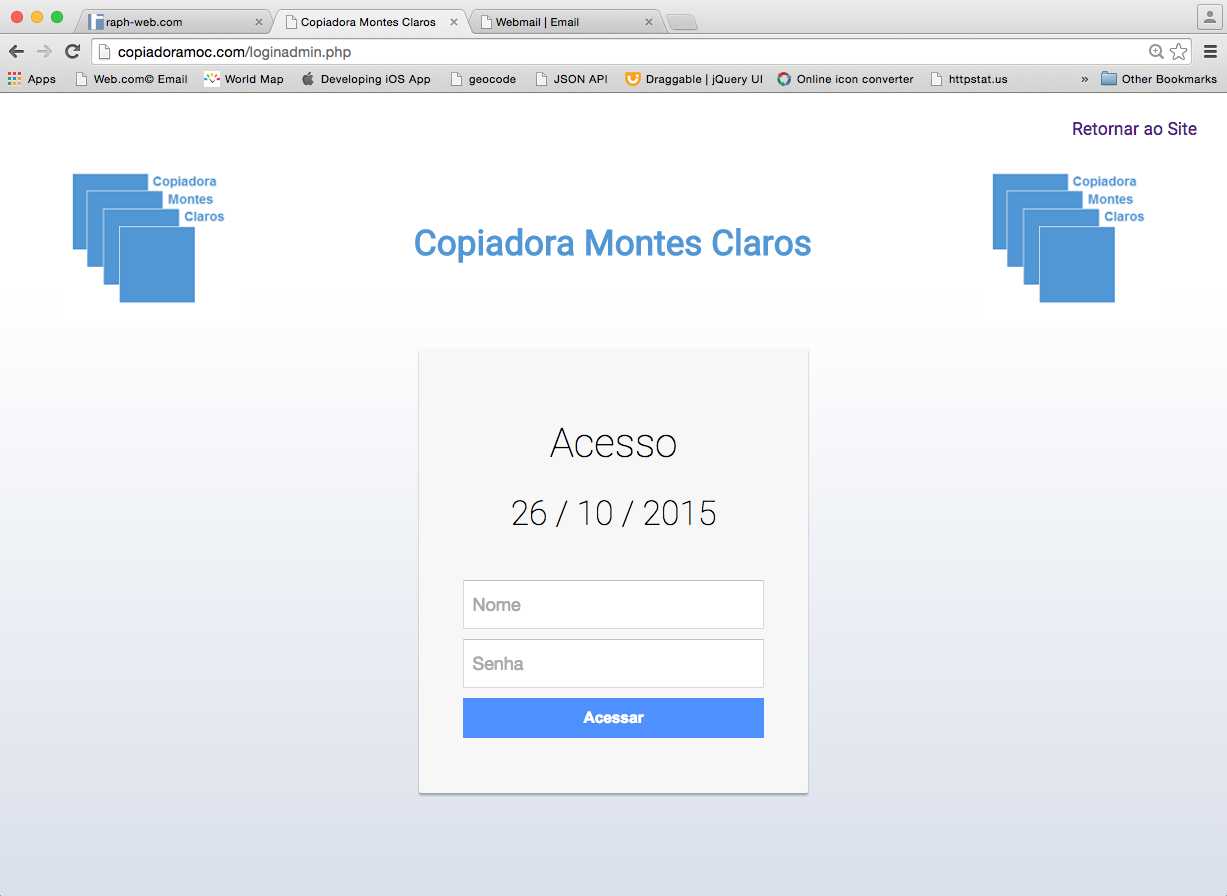 raph-web.com
Copiadora Montes Claros
Webmail | Email
copiadoramoc.com/loginadmin.php
Apps
Web.com© Email
World Map
Developing iOS App
geocode
JSON API
Draggable | jQuery UI
Online icon converter
httpstat.us
»
Other Bookmarks
Retornar ao Site
Copiadora
Montes
Claros
Copiadora Montes Claros
Copiadora
Montes
Claros
Acesso
26 / 10 / 2015
Nome
Senha
Acessar